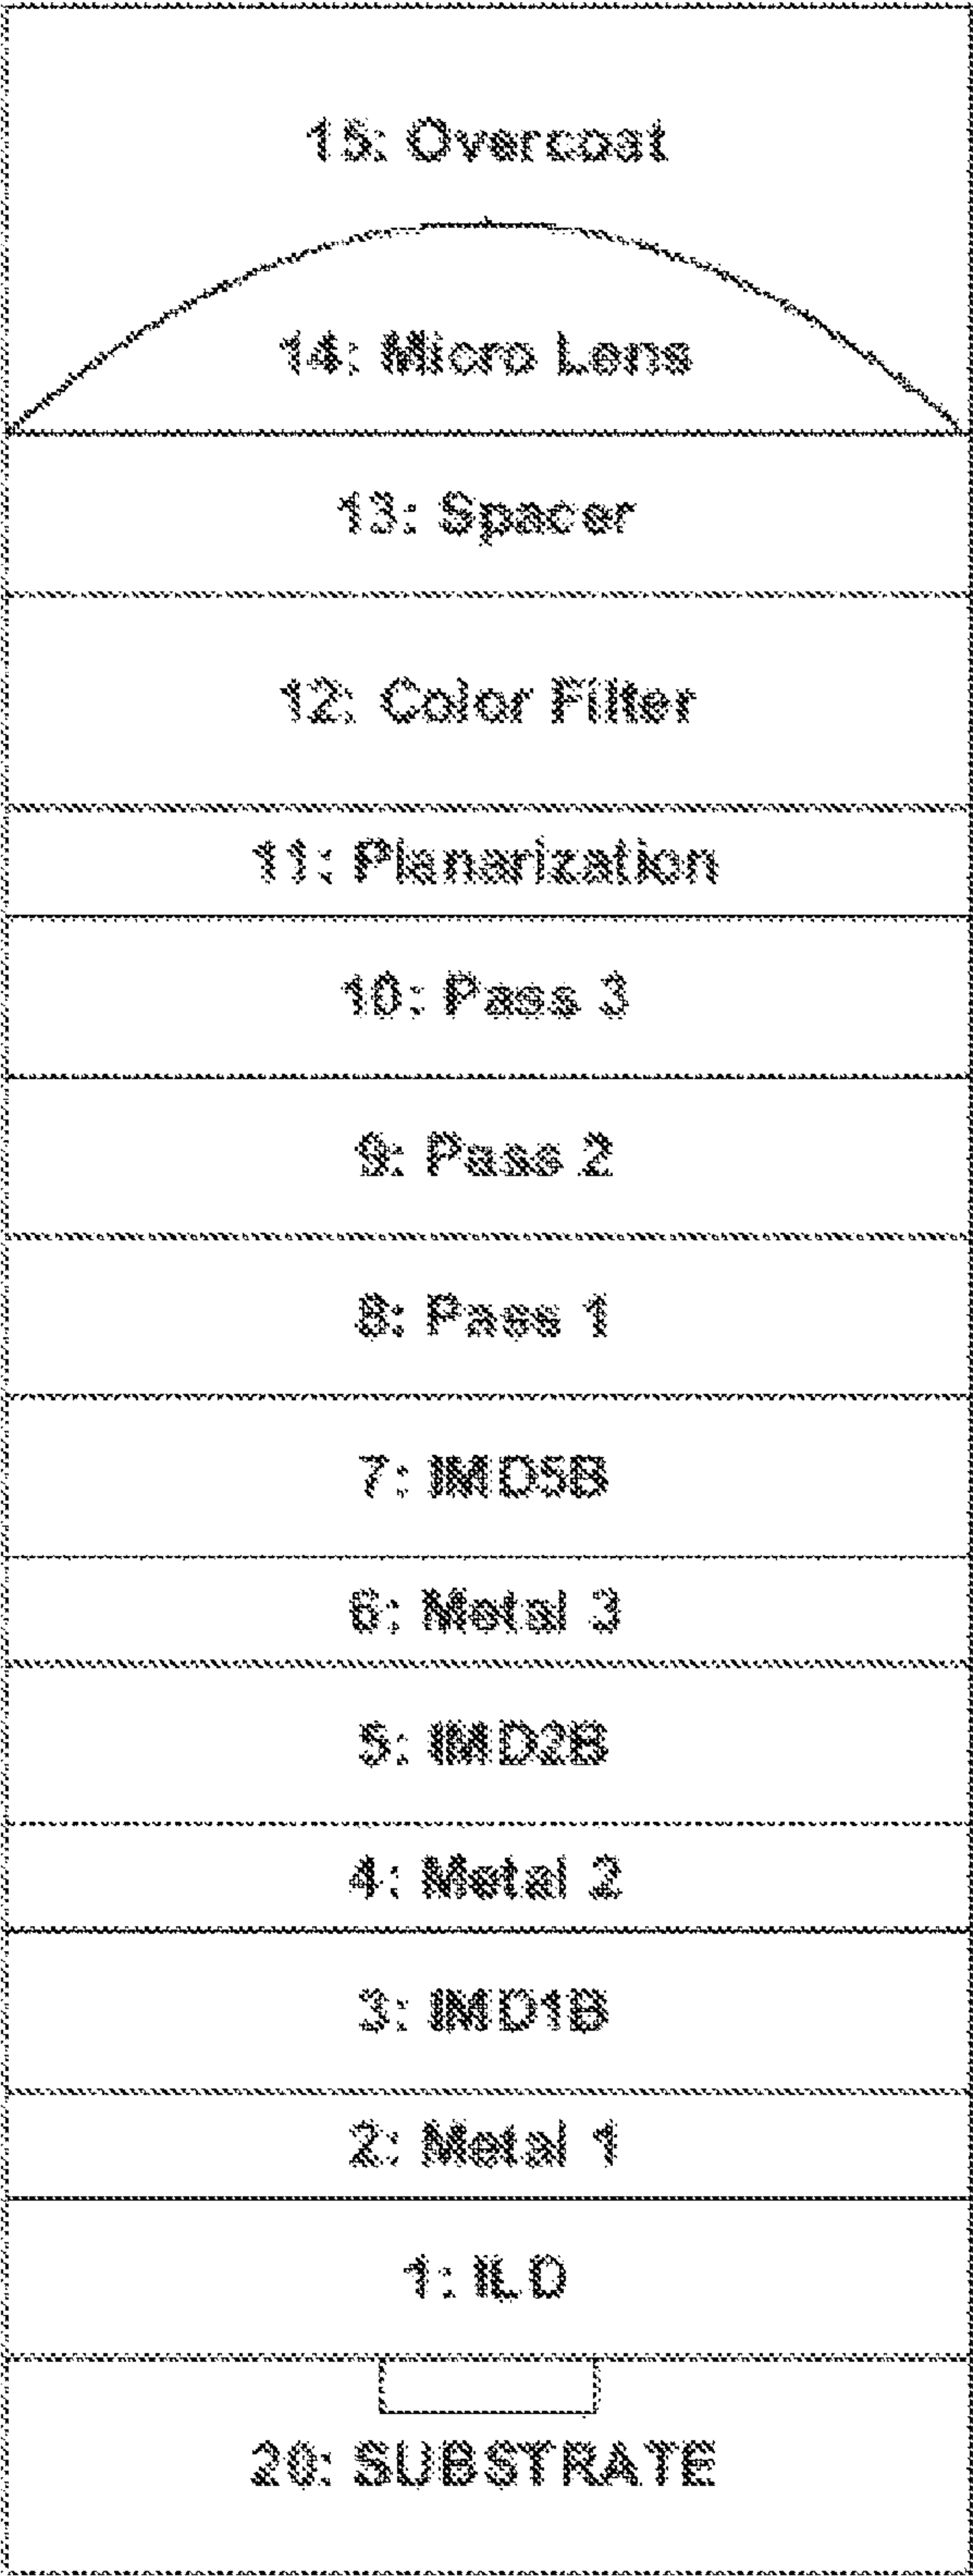 15: Overcoat
14: Micro Lens
13: Spacer
12: Color Filter
11: Planarization
10: Pass 3
9: Pass 2
8: Pass 1
7: IMD5B
6: Metal 3
5: IMD2B
4: Metal 2
3: IMD1B
2: Metal 1
1: ILD
20: SUBSTRATE